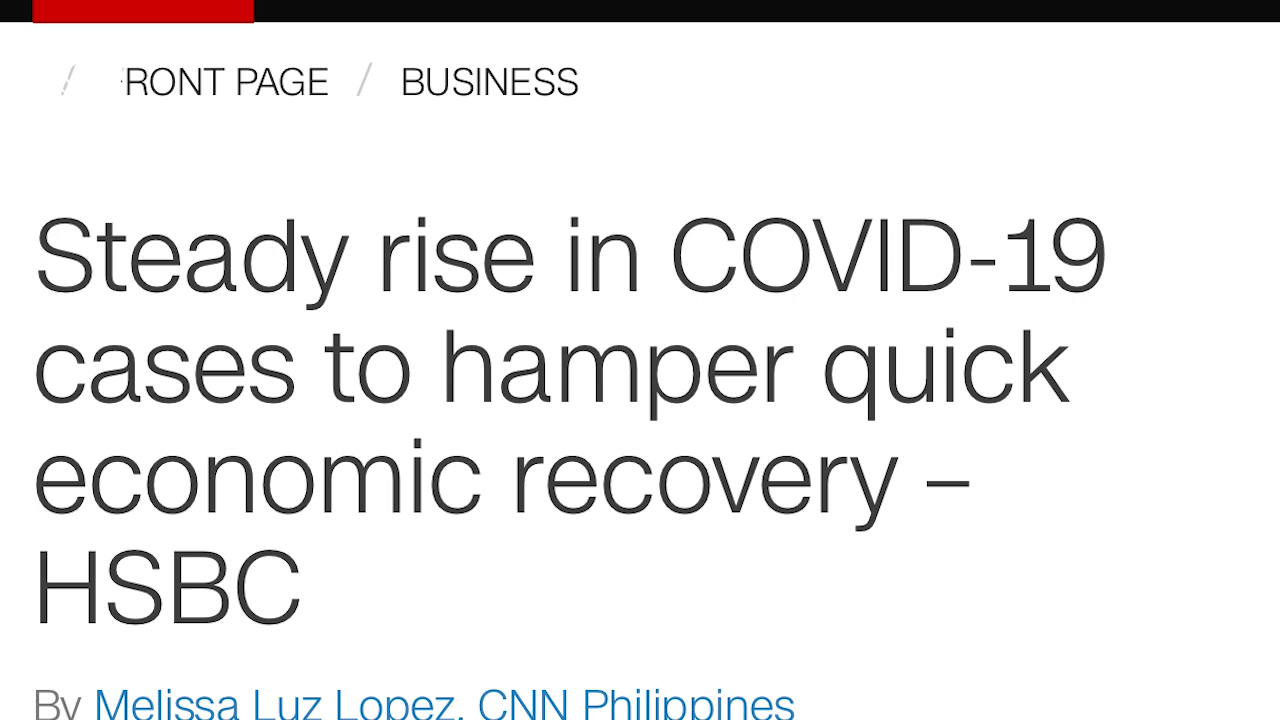 / FRONT PAGE / BUSINESS
Steady rise in COVID-19
cases to hamper quick
economic recovery –
HSBC
By Melissa Luz Lopez, CNN Philippines